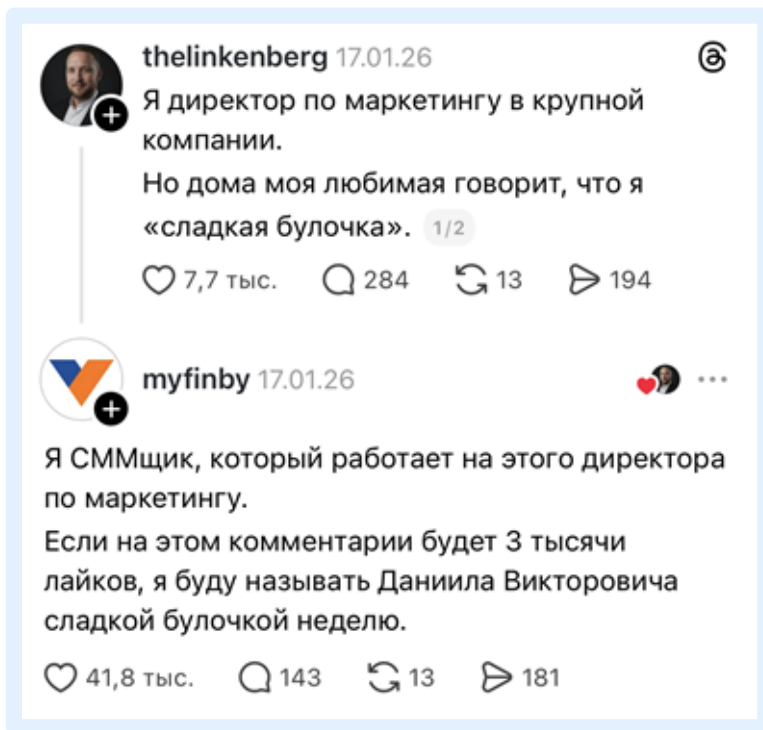 thelinkenberg 17.01.26
Я директор по маркетингу в крупной
компании.
Но дома моя любимая говорит, что я
«сладкая булочка». 1/2
7,7 тыс. 284 13 194
myfinby 17.01.26
Я СММщик, который работает на этого директора
по маркетингу.
Если на этом комментарии будет 3 тысячи
лайков, я буду называть Даниила Викторовича
сладкой булочкой неделю.
41,8 тыс. 143 13 181